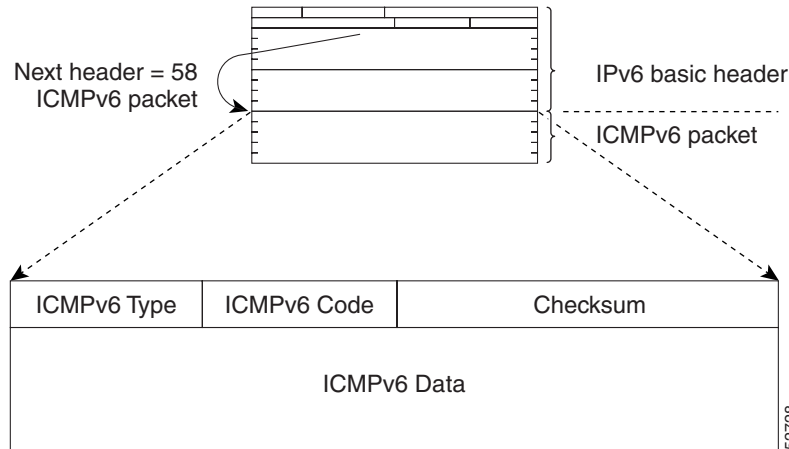 Next header = 58
ICMPv6 packet
IPv6 basic header
ICMPv6 packet
ICMPv6 Type
ICMPv6 Code
Checksum
ICMPv6 Data